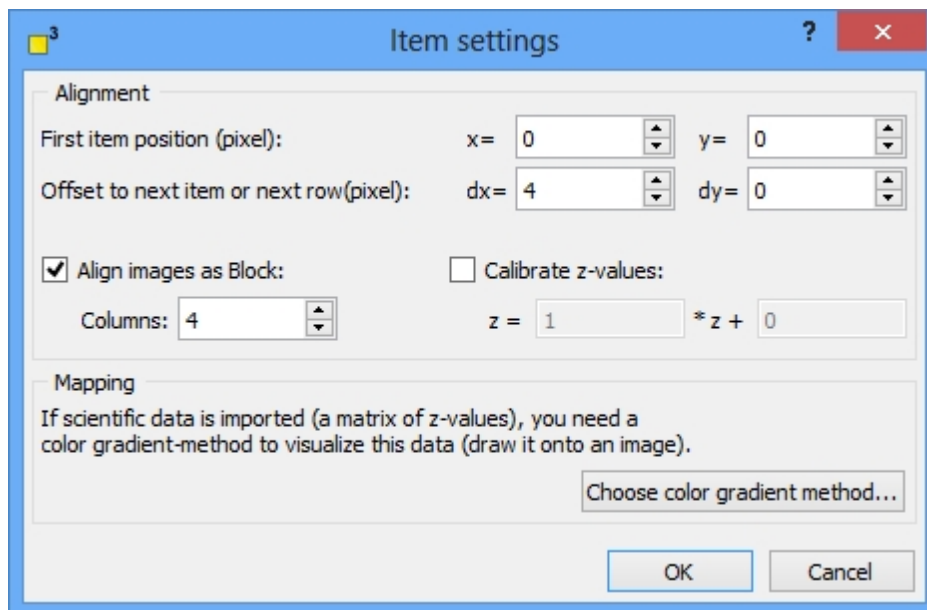 3
Item settings
?
Alignment
First item position (pixel): x= 0 y= 0
Offset to next item or next row(pixel): dx= 4 dy= 0
Align images as Block: Calibrate z-values:
Columns: 4 z = 1 * z + 0
Mapping
If scientific data is imported (a matrix of z-values), you need a
color gradient-method to visualize this data (draw it onto an image).
Choose color gradient method...
OK Cancel